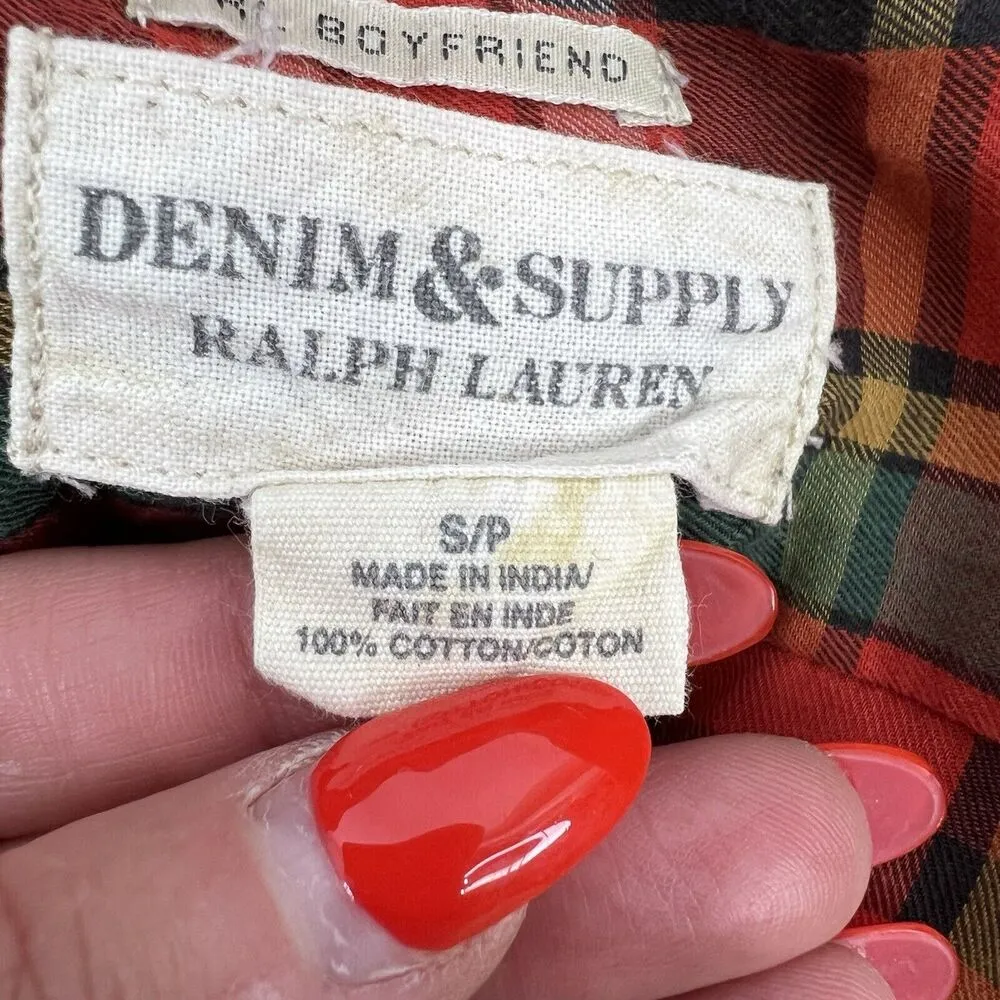 BOYFRIEND
DENIM & SUPPLY
RALPH LAUREN
S/P
MADE IN INDIA/
FAIT EN INDE
100% COTTON/COTON